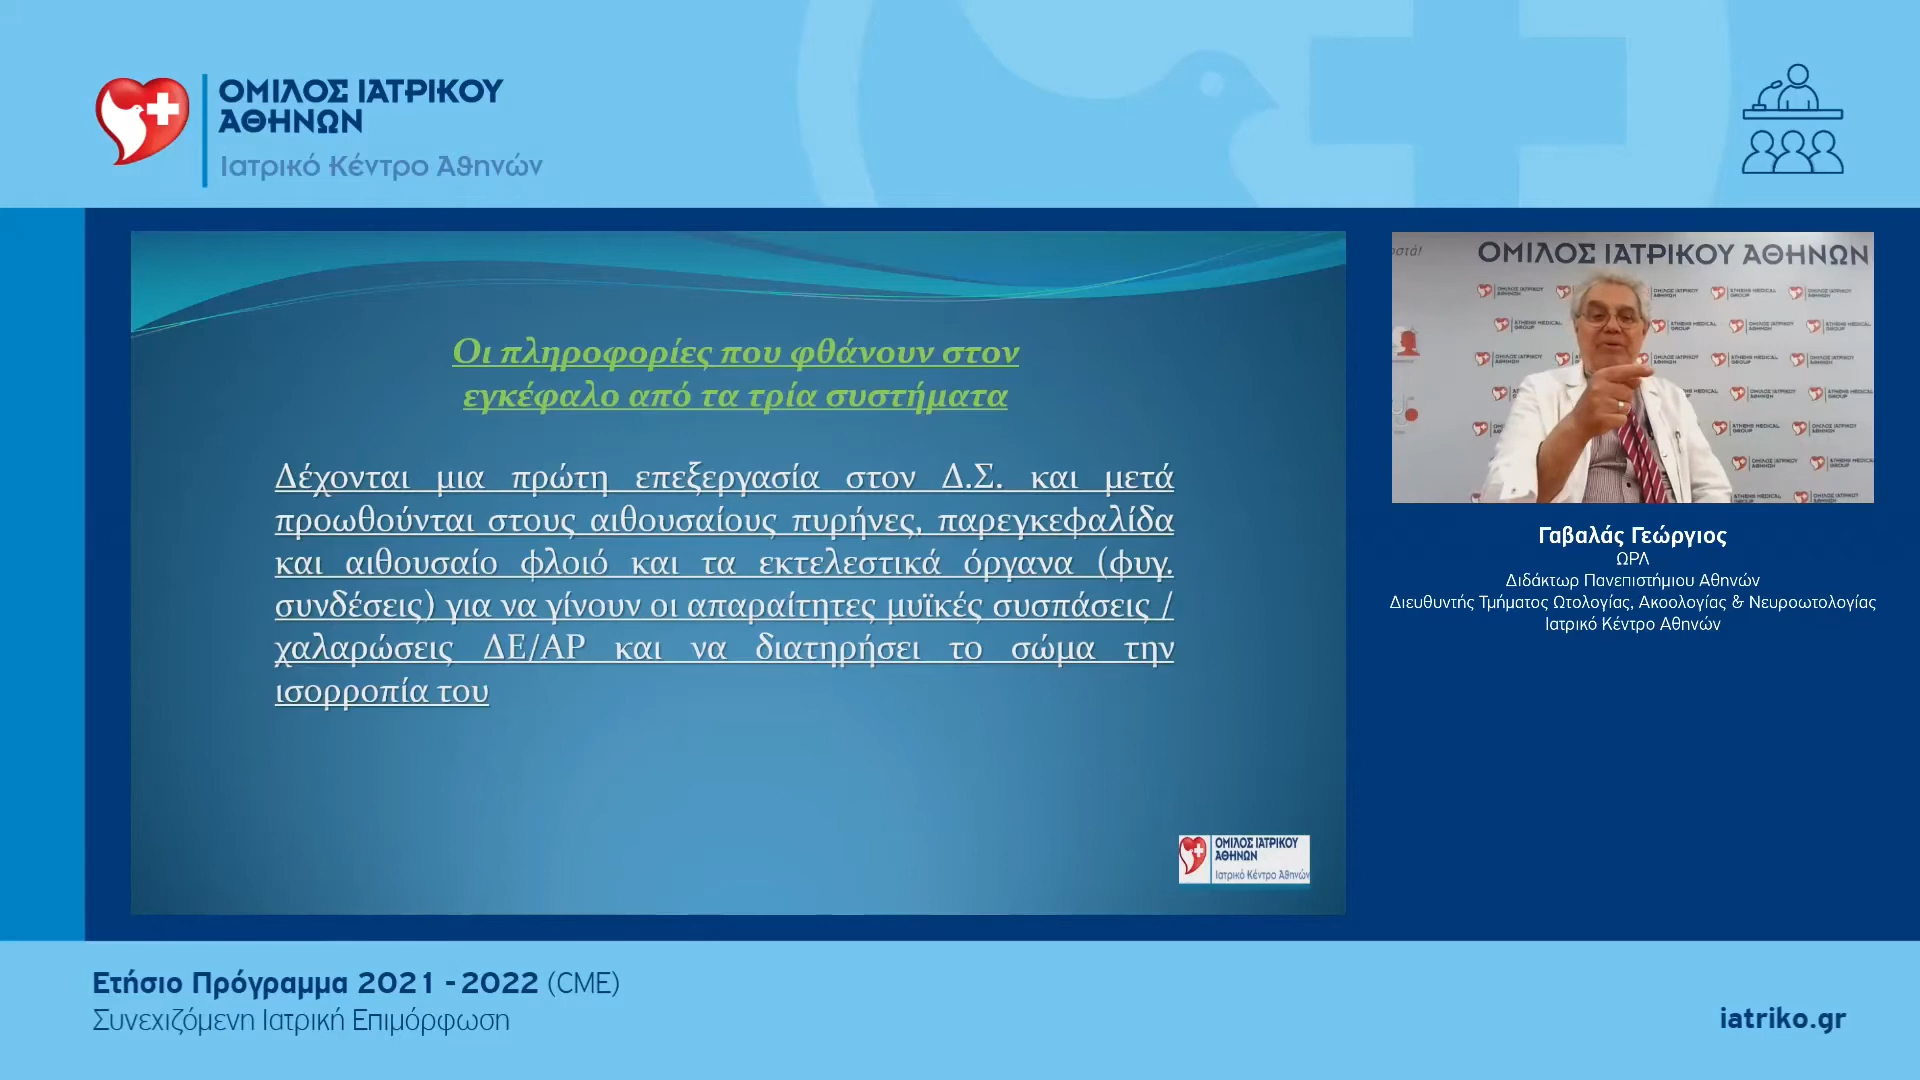 ΟΜΙΛΟΣ ΙΑΤΡΙΚΟΥ
ΑΘΗΝΩΝ
Ιατρικό Κέντρο Αθηνών
Οι πληροφορίες που φθάνουν στον
εγκέφαλο από τα τρία συστήματα
Δέχονται μια πρώτη επεξεργασία στον Δ.Σ. και μετά
προωθούνται στους αιθουσαίους πυρήνες, παρεγκεφαλίδα
και αιθουσαίο φλοιό και τα εκτελεστικά όργανα (φυγ.
συνδέσεις) για να γίνουν οι απαραίτητες μυϊκές συσπάσεις /
χαλαρώσεις ΔΕ/ΑΡ και να διατηρήσει το σώμα την
ισορροπία του
ΟΜΙΛΟΣ ΙΑΤΡΙΚΟΥ
ΑΘΗΝΩΝ
Ιατρικό Κέντρο Αθηνών
ΟΜΙΛΟΣ ΙΑΤΡΙΚΟΥ ΑΘΗΝΩΝ
Γαβαλάς Γεώργιος
ΩΡΛ
Διδάκτωρ Πανεπιστήμιου Αθηνών
Διευθυντής Τμήματος Ωτολογίας, Ακοολογίας & Νευροωτολογίας
Ιατρικό Κέντρο Αθηνών
Ετήσιο Πρόγραμμα 2021 - 2022 (CME)
Συνεχιζόμενη Ιατρική Επιμόρφωση
iatriko.gr